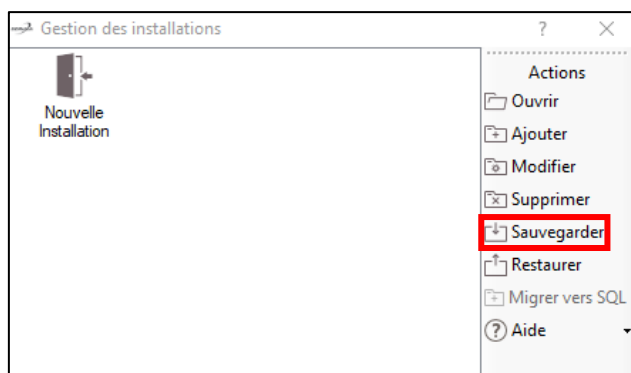 Gestion des installations
Nouvelle
Installation
Actions
Ouvrir
Ajouter
Modifier
Supprimer
Sauvegarder
Restaurer
Migrer vers SQL
Aide